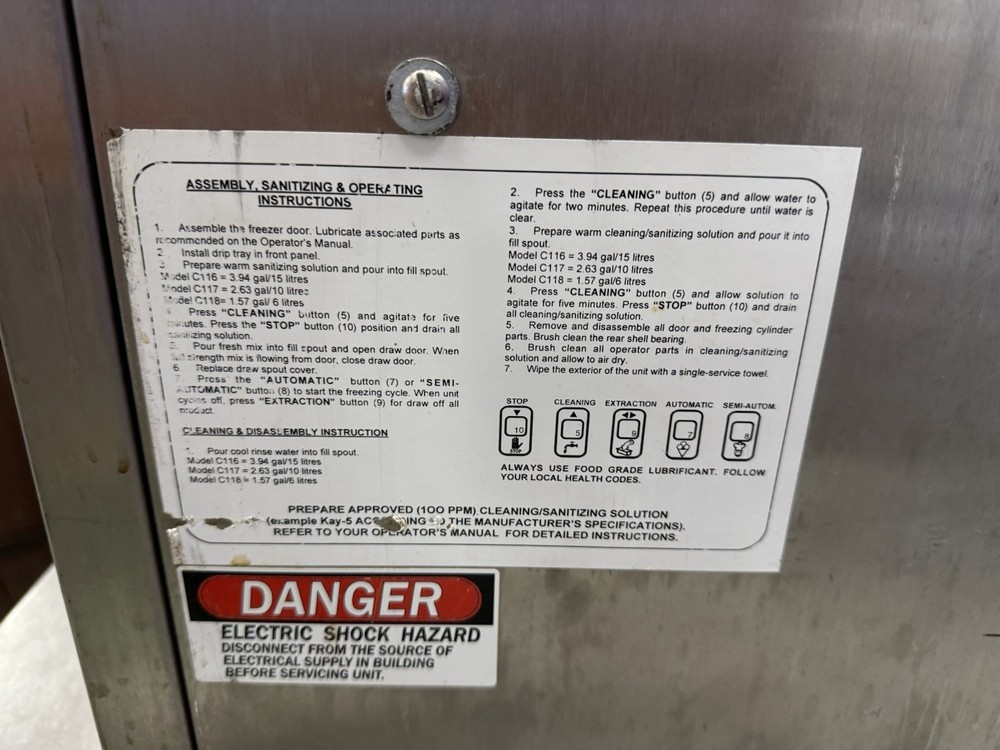 ASSEMBLY, SANITIZING & OPERATING
INSTRUCTIONS
1. Assemble the freezer door. Lubricate associated parts as
recommended on the Operator's Manual.
2. Install drip tray in front panel.
3. Prepare warm sanitizing solution and pour into fill spout.
Model C116 = 3.94 gal/15 litres
Model C117 = 2.63 gal/10 litres
Model C118= 1.57 gal/ 6 litres
4. Press "CLEANING" button (5) and agitate for five
minutes. Press the "STOP" button (10) position and drain all
sanitizing solution.
5. Pour fresh mix into fill spout and open draw door. When
full strength mix is flowing from door, close draw door.
6. Replace draw spout cover.
7. Press the "AUTOMATIC" button (7) or "SEMI-
AUTOMATIC" button (8) to start the freezing cycle. When unit
cycles off, press "EXTRACTION" button (9) for draw off all
product.
CLEANING & DISASLEMBLY INSTRUCTION
1. Pour cool rinse water into fill spout.
Model C116 = 3.94 gal/15 litres
Model C117 = 2.63 gal/10 litres
Model C118 = 1.57 gal/6 litres
2. Press the "CLEANING" button (5) and allow water to
agitate for two minutes. Repeat this procedure until water is
clear.
3. Prepare warm cleaning/sanitizing solution and pour it into
fill spout.
Model C116 = 3.94 gal/15 litres
Model C117 = 2.63 gal/10 litres
Model C118 = 1.57 gal/6 litres
4. Press "CLEANING" button (5) and allow solution to
agitate for five minutes. Press "STOP" button (10) and drain
all cleaning/sanitizing solution.
5. Remove and disassemble all door and freezing cylinder
parts. Brush clean the rear shell bearing.
6. Brush clean all operator parts in cleaning/sanitizing
solution and allow to air dry.
7. Wipe the exterior of the unit with a single-service towel.
STOP CLEANING EXTRACTION AUTOMATIC SEMI-AUTOM.
10 5 9 7 8
STOP
ALWAYS USE FOOD GRADE LUBRIFICANT. FOLLOW
YOUR LOCAL HEALTH CODES.
PREPARE APPROVED (100 PPM) CLEANING/SANITIZING SOLUTION
(example Kay-5 ACCORDING TO THE MANUFACTURER'S SPECIFICATIONS).
REFER TO YOUR OPERATOR'S MANUAL FOR DETAILED INSTRUCTIONS.
DANGER
ELECTRIC SHOCK HAZARD
DISCONNECT FROM THE SOURCE OF
ELECTRICAL SUPPLY IN BUILDING
BEFORE SERVICING UNIT.